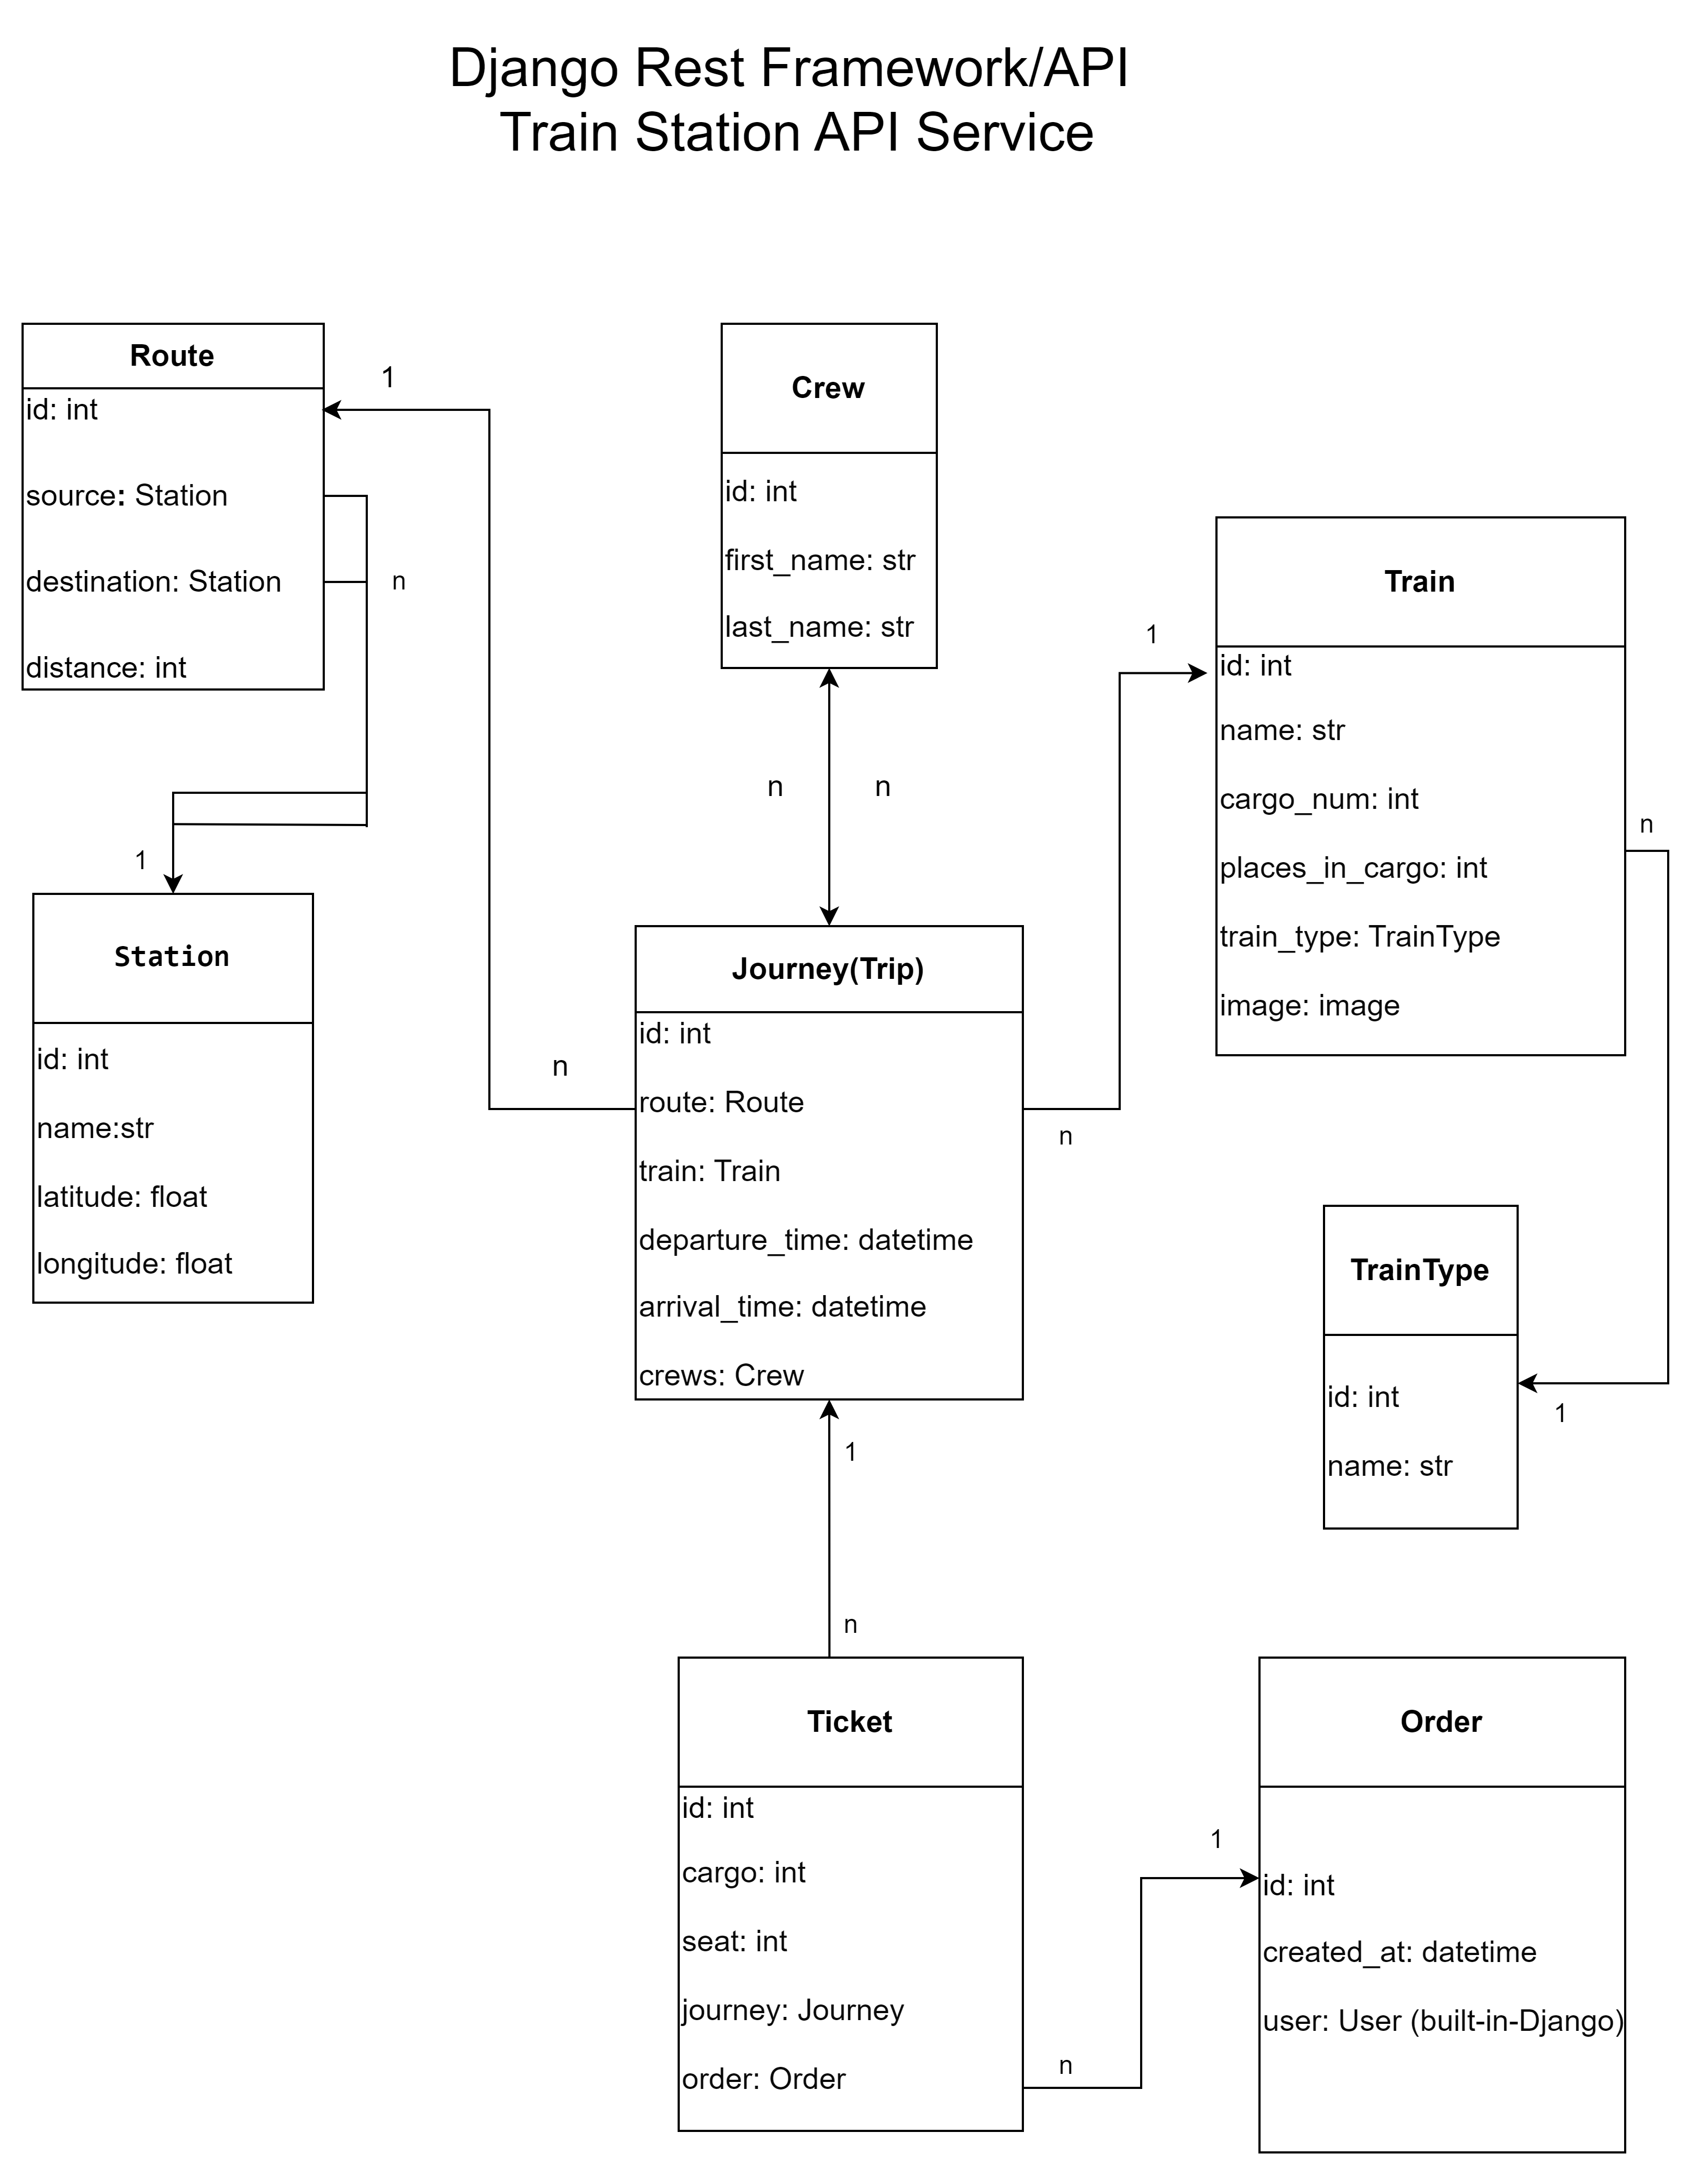 Django Rest Framework/API
Train Station API Service
Route
id: int
source: Station
destination: Station
distance: int
1
n
Crew
id: int
first_name: str
last_name: str
n
n
Train
id: int
name: str
cargo_num: int
places_in_cargo: int
train_type: TrainType
image: image
1
n
1
Station
id: int
name:str
latitude: float
longitude: float
n
Journey(Trip)
id: int
route: Route
train: Train
departure_time: datetime
arrival_time: datetime
crews: Crew
n
TrainType
id: int
name: str
1
1
n
Ticket
id: int
cargo: int
seat: int
journey: Journey
order: Order
n
1
Order
id: int
created_at: datetime
user: User (built-in-Django)